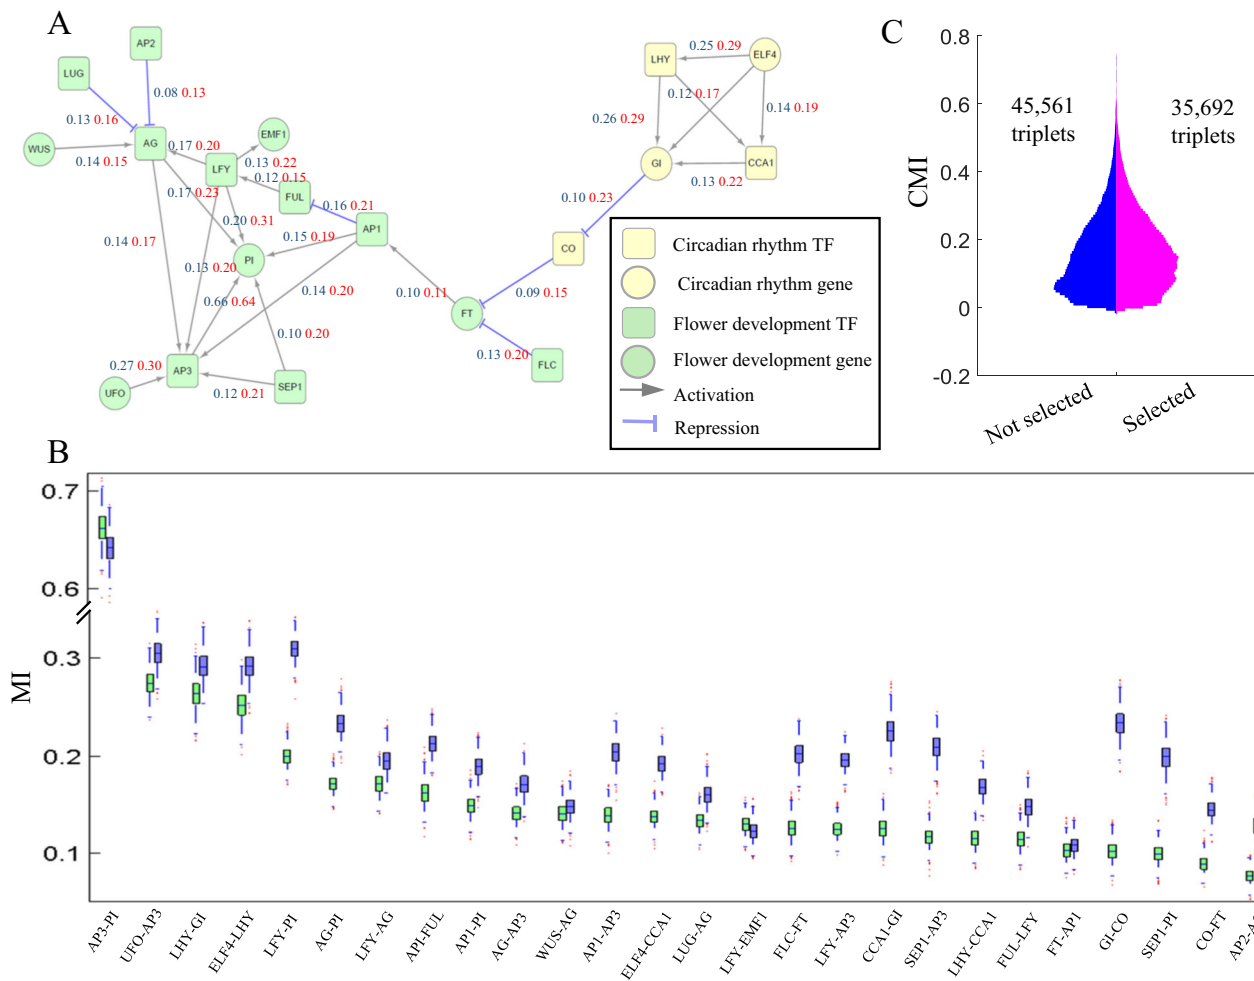 A
AP2
LUG
0.08 0.13
0.13 0.16
WUS
AG
0.14 0.15
0.17 0.20
EMF1
LFY
0.13 0.22
0.12 0.15
FUL
0.17 0.23
0.16 0.21
0.20 0.31
AP1
0.15 0.19
0.14 0.17
PI
0.13 0.20
0.14 0.20
0.66 0.64
0.10 0.11
FT
0.10 0.20
0.27 0.30
AP3
UFO
SEP1
0.12 0.21
0.13 0.20
FLC
0.09 0.15
CO
0.10 0.23
0.25 0.29
LHY
ELF4
0.12 0.17
0.14 0.19
0.26 0.29
GI
CCA1
0.13 0.22
Circadian rhythm TF
Circadian rhythm gene
Flower development TF
Flower development gene
Activation
Repression
C
CMI
0.8
0.6
0.4
0.2
0
-0.2
45,561
triplets
35,692
triplets
Not selected
Selected
B
MI
0.7
0.6
0.3
0.2
0.1
AP3-PI
UFO-AP3
LHY-GI
ELF4-LHY
LFY-PI
AG-PI
LFY-AG
API-FUL
AP1-PI
AG-AP3
WUS-AG
AP1-AP3
ELF4-CCA1
LUG-AG
LFY-EMF1
FLC-FT
LFY-AP3
CCA1-GI
SEP1-AP3
LHY-CCA1
FUL-LFY
FT-AP1
GI-CO
SEP1-PI
CO-FT
AP2-A